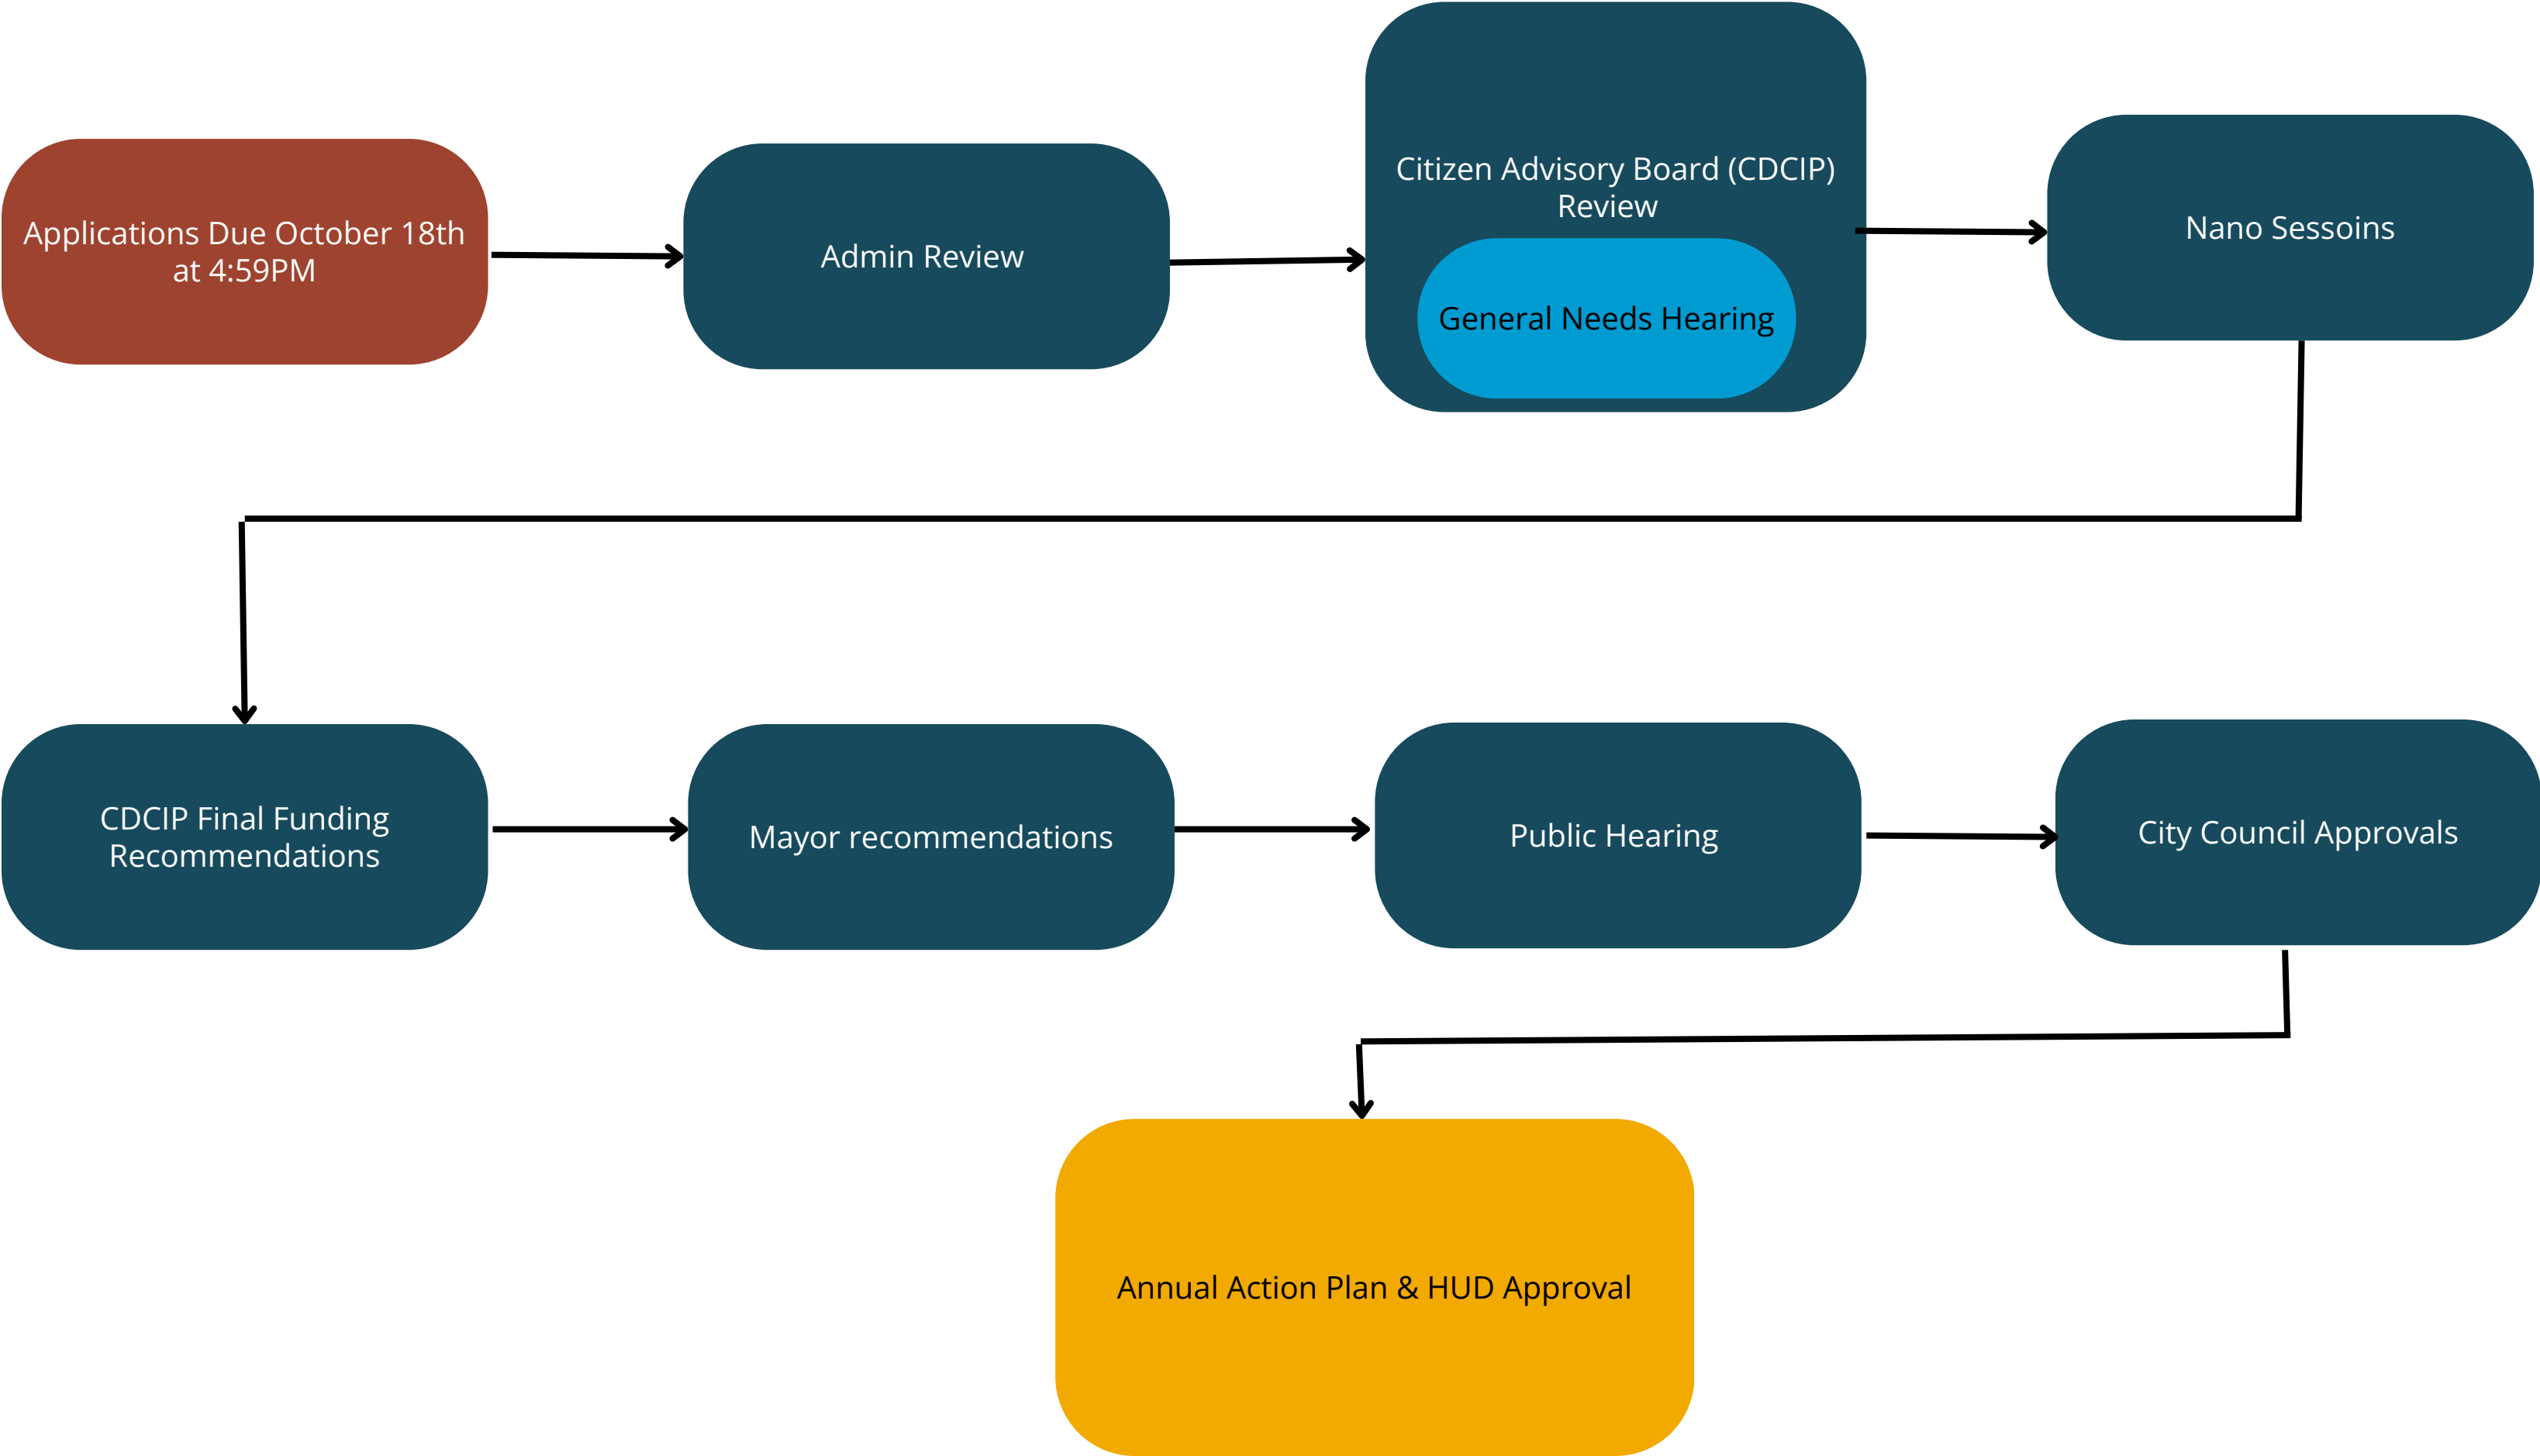 Applications Due October 18th
at 4:59PM
Admin Review
Citizen Advisory Board (CDCIP)
Review
General Needs Hearing
Nano Sessoins
CDCIP Final Funding
Recommendations
Mayor recommendations
Public Hearing
City Council Approvals
Annual Action Plan & HUD Approval